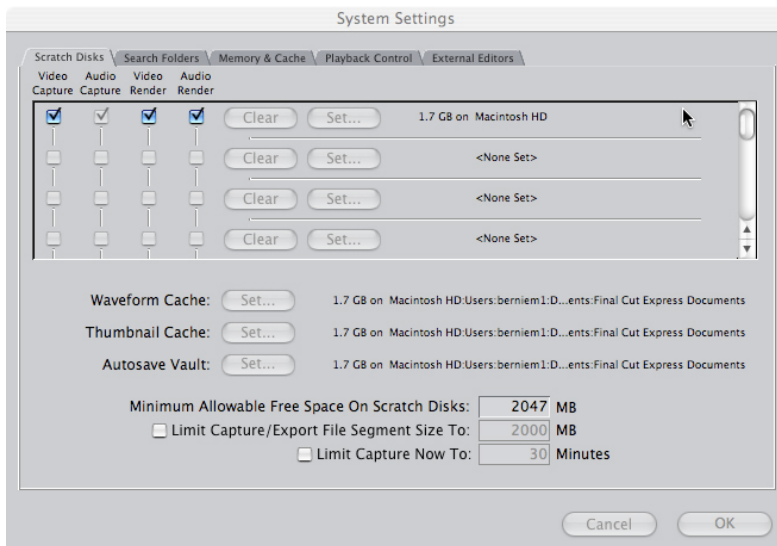 System Settings
Scratch Disks Search Folders Memory & Cache Playback Control External Editors
Video Audio Video Audio
Capture Capture Render Render
Clear Set... 1.7 GB on Macintosh HD
Clear Set... <None Set>
Clear Set... <None Set>
Clear Set... <None Set>
Waveform Cache: Set... 1.7 GB on Macintosh HD:Users:berniem1:D...ents:Final Cut Express Documents
Thumbnail Cache: Set... 1.7 GB on Macintosh HD:Users:berniem1:D...ents:Final Cut Express Documents
Autosave Vault: Set... 1.7 GB on Macintosh HD:Users:berniem1:D...ents:Final Cut Express Documents
Minimum Allowable Free Space On Scratch Disks: 2047 MB
Limit Capture/Export File Segment Size To: 2000 MB
Limit Capture Now To: 30 Minutes
Cancel OK